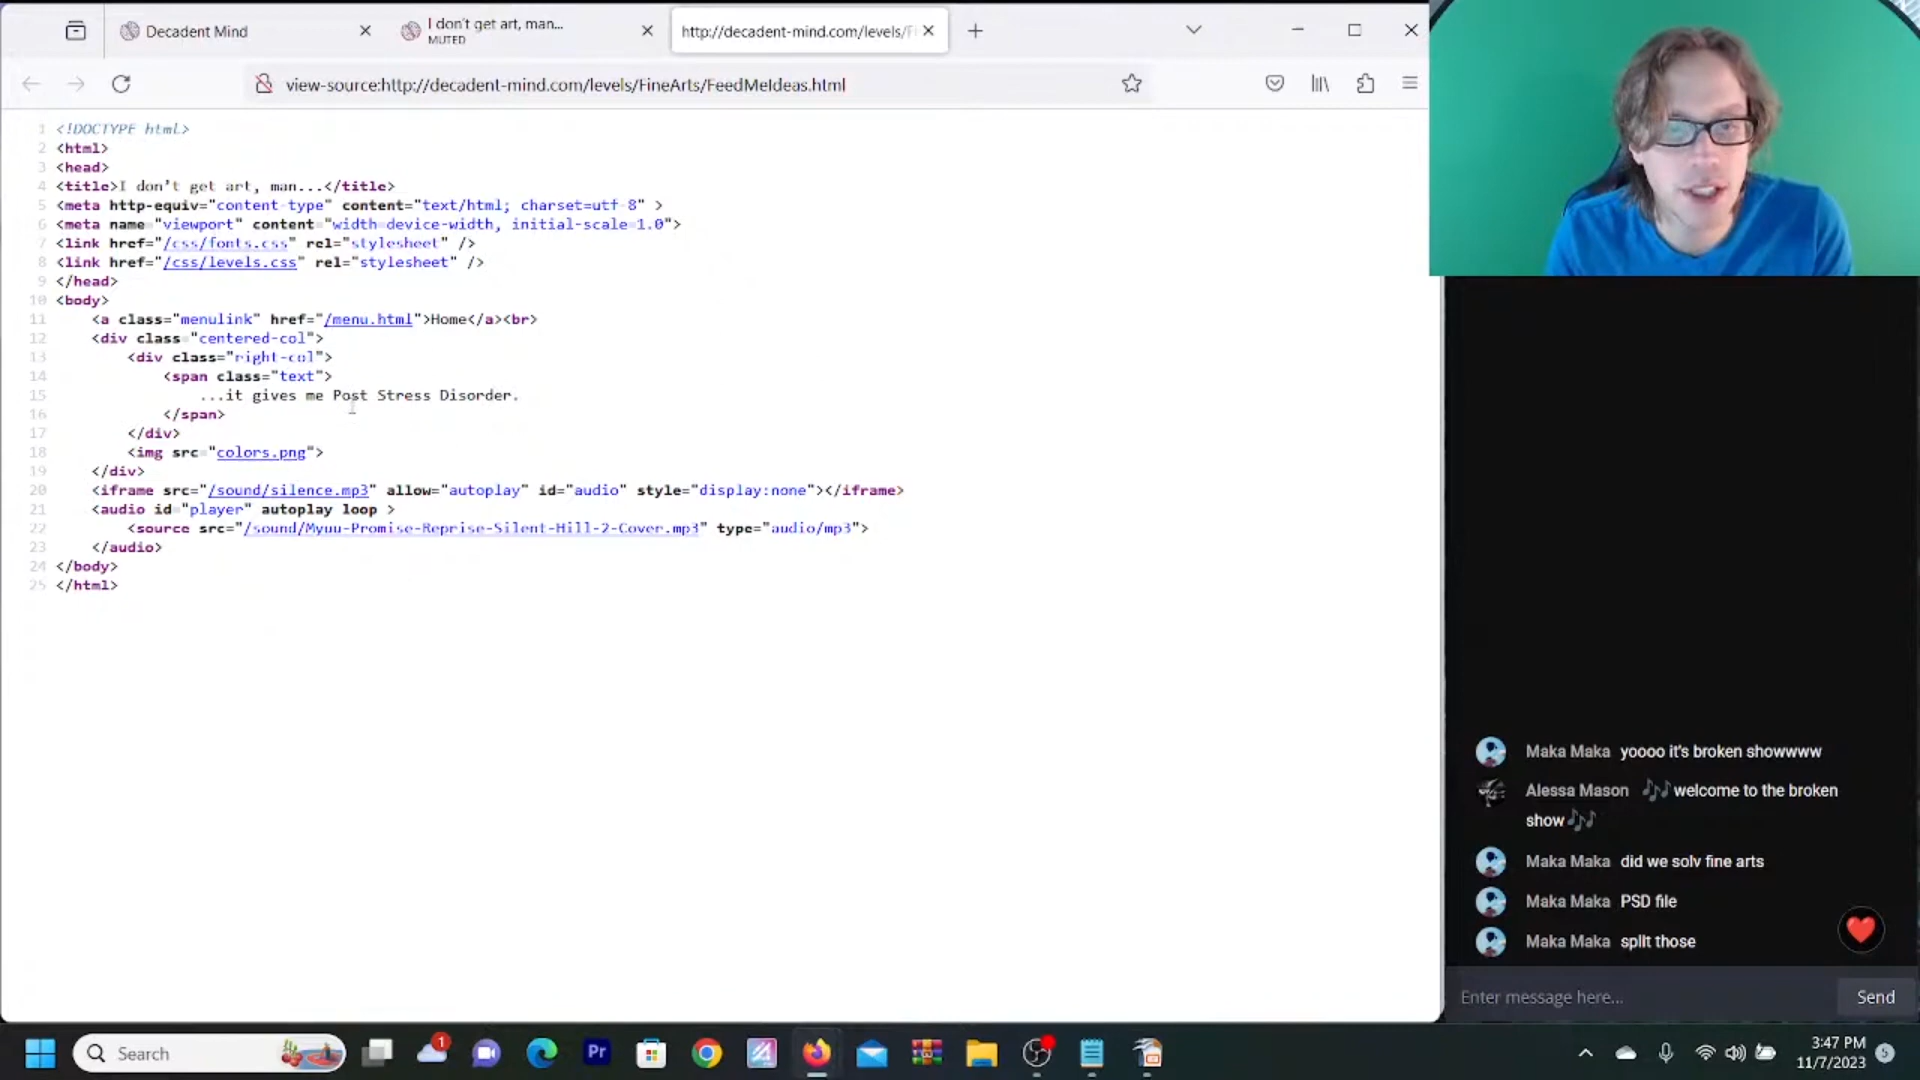 Decadent Mind
I don't get art, man...
MUTED
http://decadent-mind.com/levels/Fi
view-source:http://decadent-mind.com/levels/FineArts/FeedMeIdeas.html
1 <!DOCTYPE html>
2 <html>
3 <head>
4 <title>I don't get art, man...</title>
5 <meta http-equiv="content-type" content="text/html; charset=utf-8" >
6 <meta name="viewport" content="width=device-width, initial-scale=1.0">
7 <link href="/css/fonts.css" rel="stylesheet" />
8 <link href="/css/levels.css" rel="stylesheet" />
9 </head>
10 <body>
11 <a class="menulink" href="/menu.html">Home</a><br>
12 <div class="centered-col">
13 <div class="right-col">
14 <span class="text">
15 ...it gives me Post Stress Disorder.
16 </span>
17 </div>
18 <img src="colors.png">
19 </div>
20 <iframe src="/sound/silence.mp3" allow="autoplay" id="audio" style="display:none"></iframe>
21 <audio id="player" autoplay loop >
22 <source src="/sound/Myuu-Promise-Reprise-Silent-Hill-2-Cover.mp3" type="audio/mp3">
23 </audio>
24 </body>
25 </html>
Maka Maka yoooo it's broken showwww
Alessa Mason 🎶welcome to the broken
show🎶
Maka Maka did we solv fine arts
Maka Maka PSD file
Maka Maka split those
Enter message here...
Send
Search
1
Pr
3:47 PM
11/7/2023
5